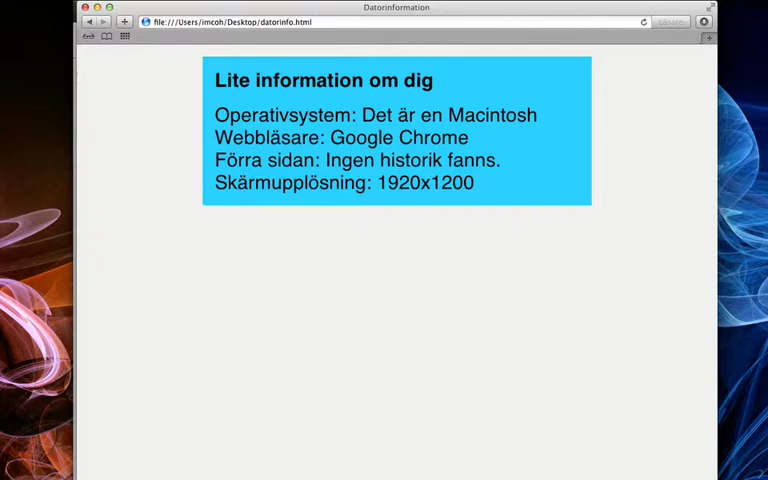 Datorinformation
file:///Users/imcoh/Desktop/datorinfo.html
Läsare
Lite information om dig
Operativsystem: Det är en Macintosh
Webbläsare: Google Chrome
Förra sidan: Ingen historik fanns.
Skärmupplösning: 1920x1200